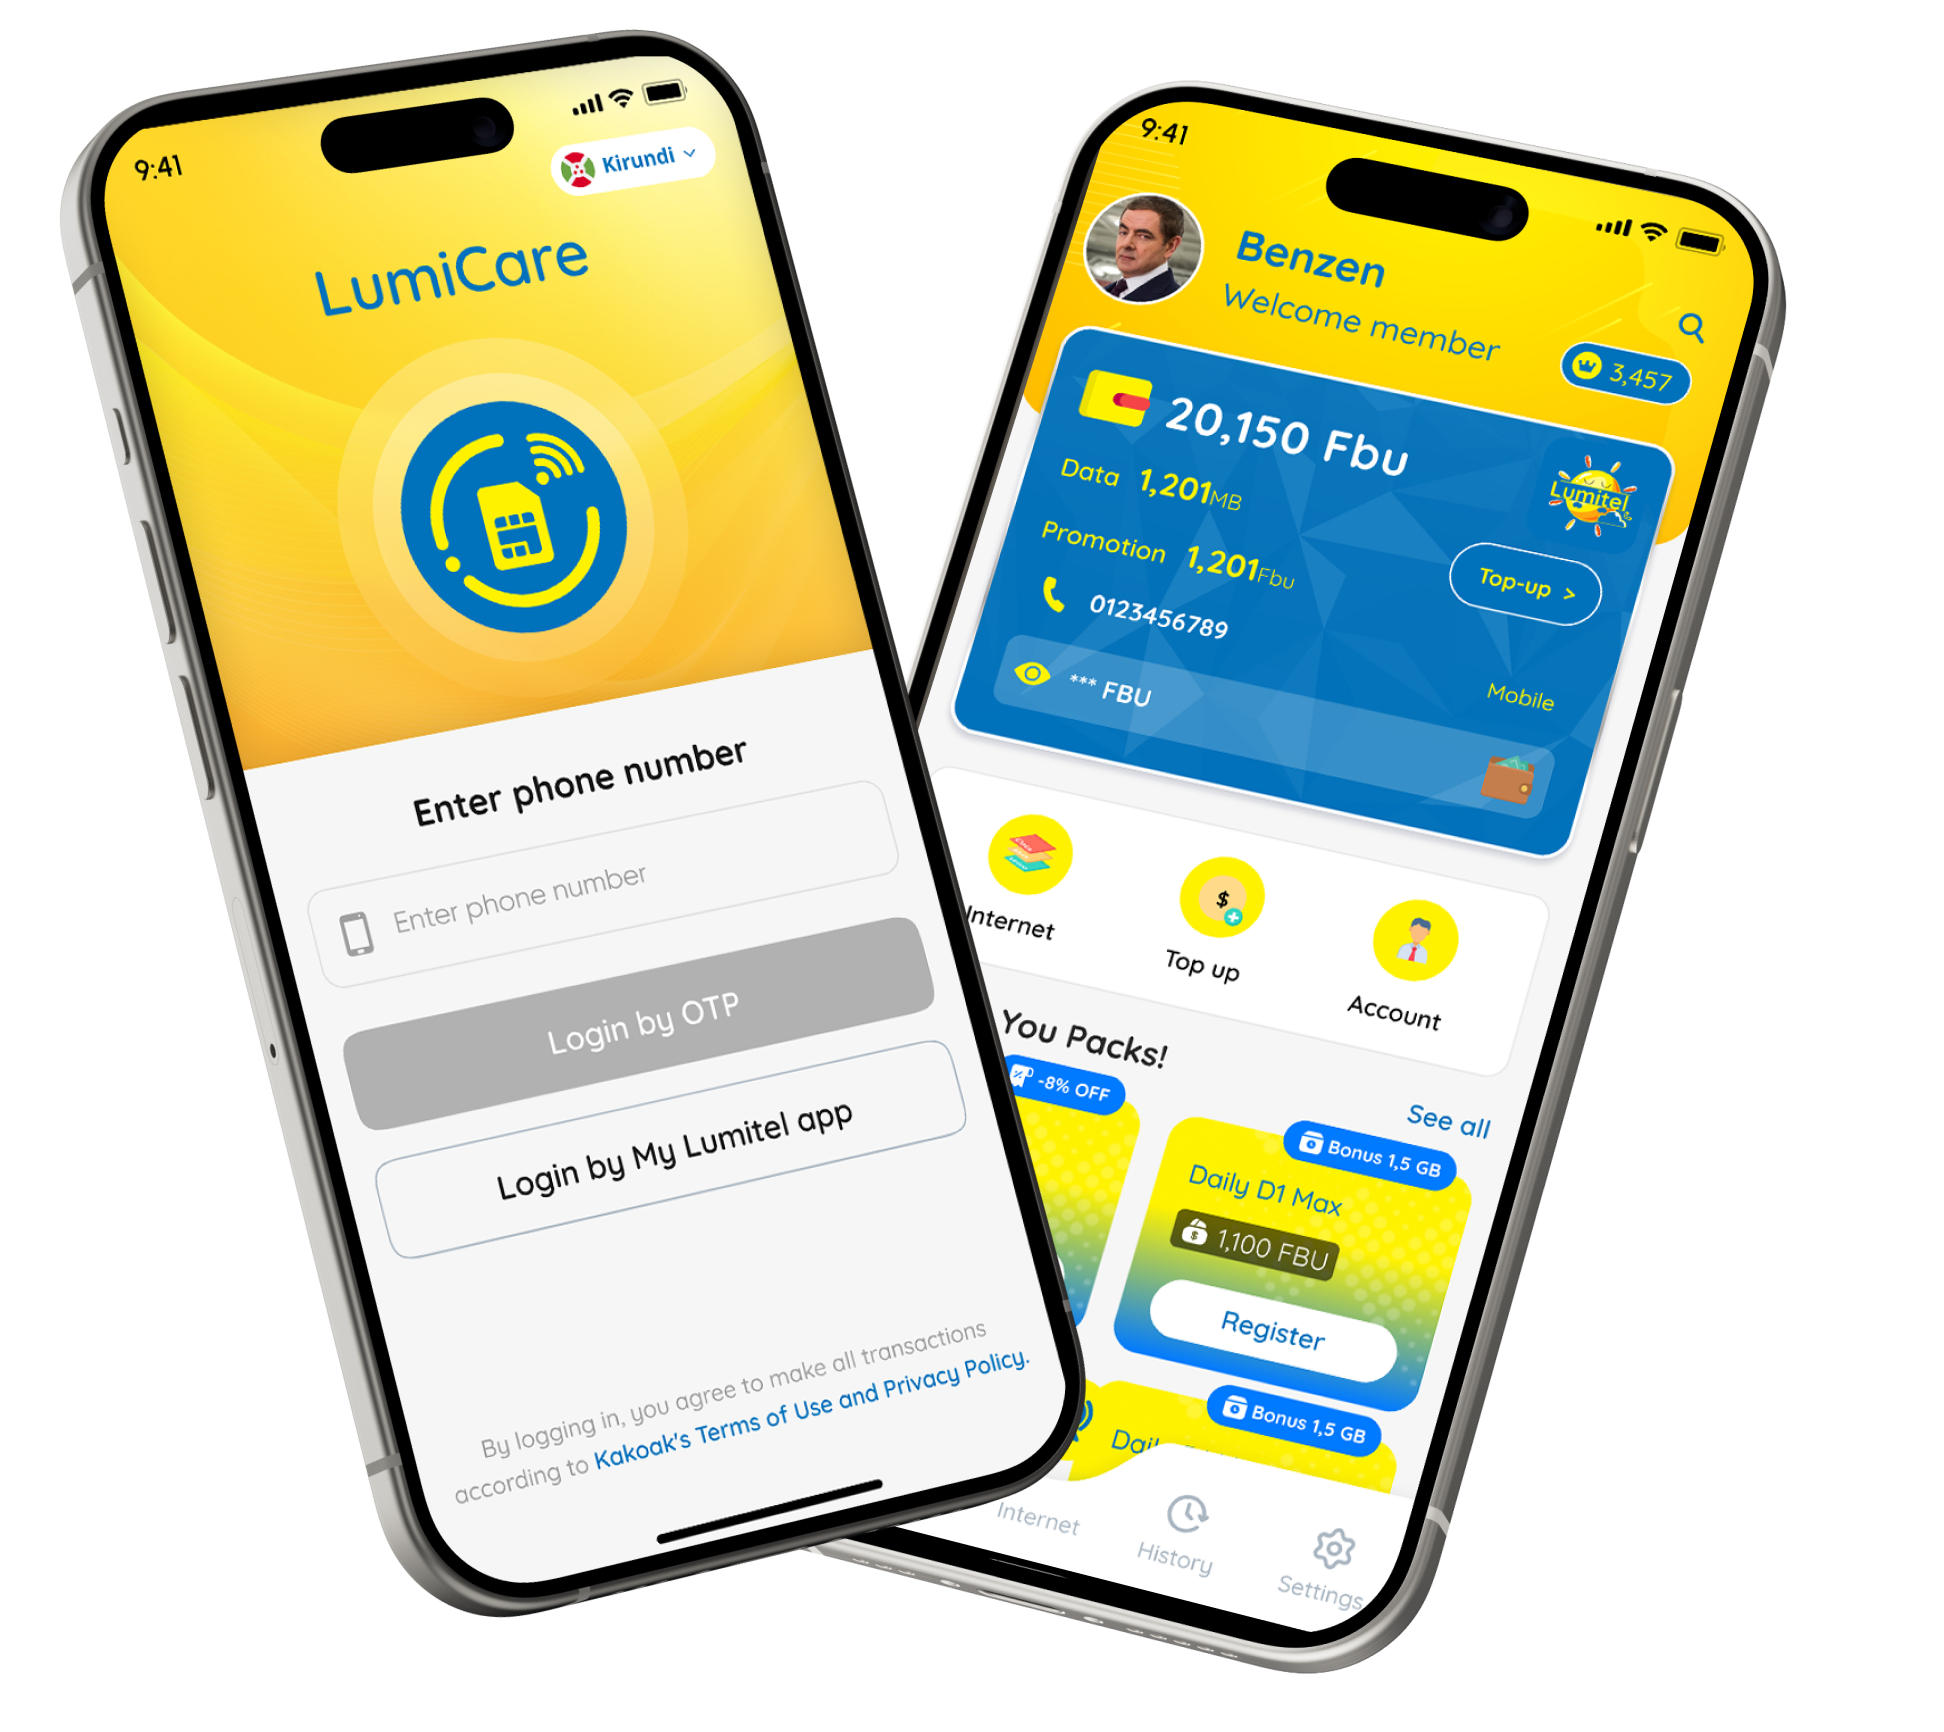 9:41
Kirundi
LumiCare
Enter phone number
Enter phone number
Login by OTP
Login by My Lumitel app
By logging in, you agree to make all transactions
according to Kakoak's Terms of Use and Privacy Policy.
9:41
Benzen
Welcome member
3,457
20,150 Fbu
Lumitel
Data 1,201MB
Promotion 1,201Fbu
Top-up >
0123456789
Mobile
*** FBU
Internet
Top up
Account
You Packs!
See all
-8% OFF
Bonus 1,5 GB
Daily D1 Max
1,100 FBU
Register
Bonus 1,5 GB
Internet
History
Settings